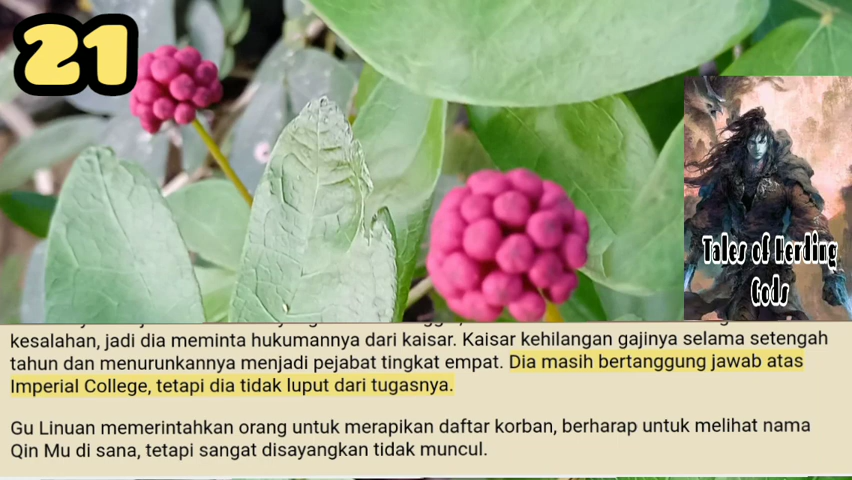 21
Tales of Herding
Gods
kesalahan, jadi dia meminta hukumannya dari kaisar. Kaisar kehilangan gajinya selama setengah
tahun dan menurunkannya menjadi pejabat tingkat empat. Dia masih bertanggung jawab atas
Imperial College, tetapi dia tidak luput dari tugasnya.
Gu Linuan memerintahkan orang untuk merapikan daftar korban, berharap untuk melihat nama
Qin Mu di sana, tetapi sangat disayangkan tidak muncul.